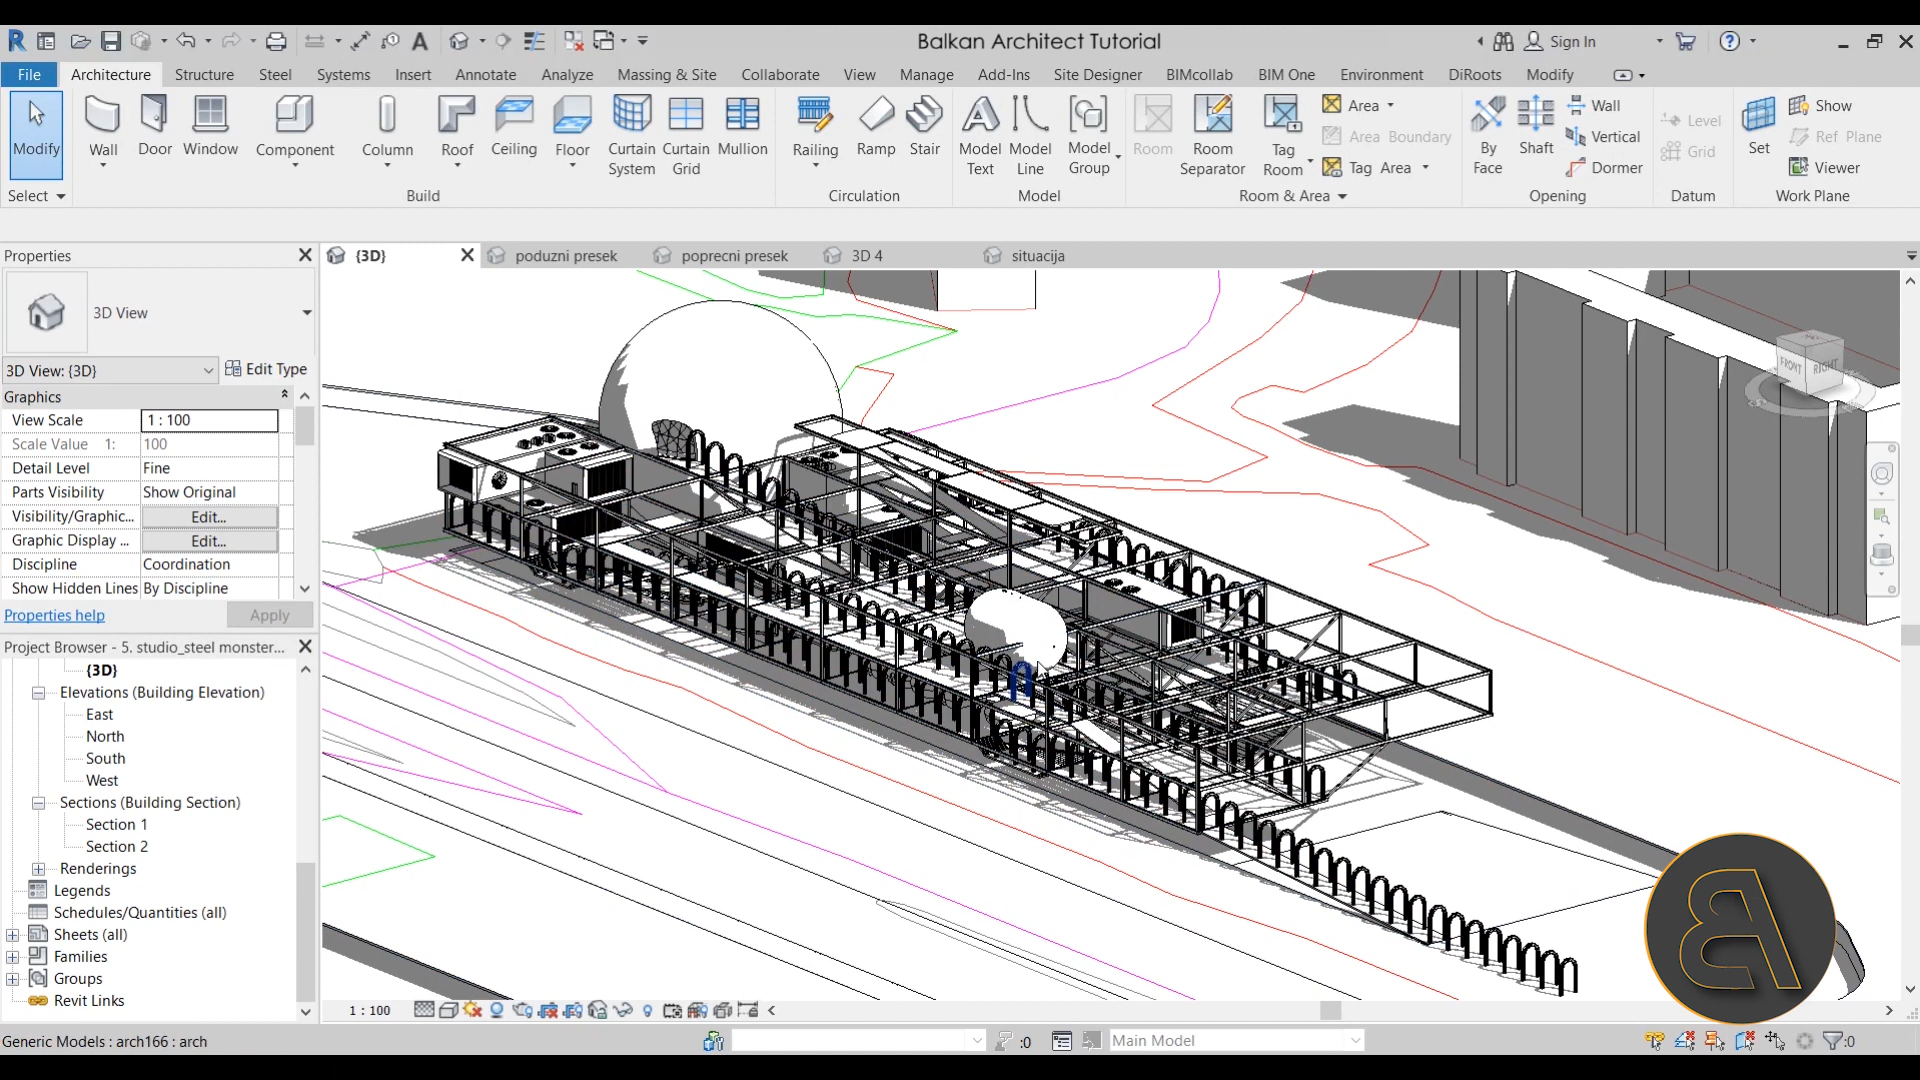 Balkan Architect Tutorial
Sign In
File Architecture Structure Steel Systems Insert Annotate Analyze Massing & Site Collaborate View Manage Add-Ins Site Designer BIMcollab BIM One Environment DiRoots Modify
Modify
Wall
Door
Window
Component
Column
Roof
Ceiling
Floor
Curtain System
Curtain Grid
Mullion
Railing
Ramp
Stair
Model Text
Model Line
Model Group
Room
Room Separator
Tag Room
Area
Area Boundary
Tag Area
By Face
Shaft
Wall
Vertical
Dormer
Level
Grid
Set
Show
Ref Plane
Viewer
Select Build Circulation Model Room & Area Opening Datum Work Plane
Properties
{3D} poduzni presek poprecni presek 3D 4 situacija
3D View
3D View: {3D} Edit Type
Graphics
View Scale 1 : 100
Scale Value 1: 100
Detail Level Fine
Parts Visibility Show Original
Visibility/Graphic... Edit...
Graphic Display ... Edit...
Discipline Coordination
Show Hidden Lines By Discipline
Properties help Apply
Project Browser - 5. studio_steel monster...
{3D}
Elevations (Building Elevation)
East
North
South
West
Sections (Building Section)
Section 1
Section 2
Renderings
Legends
Schedules/Quantities (all)
Sheets (all)
Families
Groups
Revit Links
FRONT RIGHT
1 : 100
Generic Models : arch166 : arch
:0
Main Model
:0